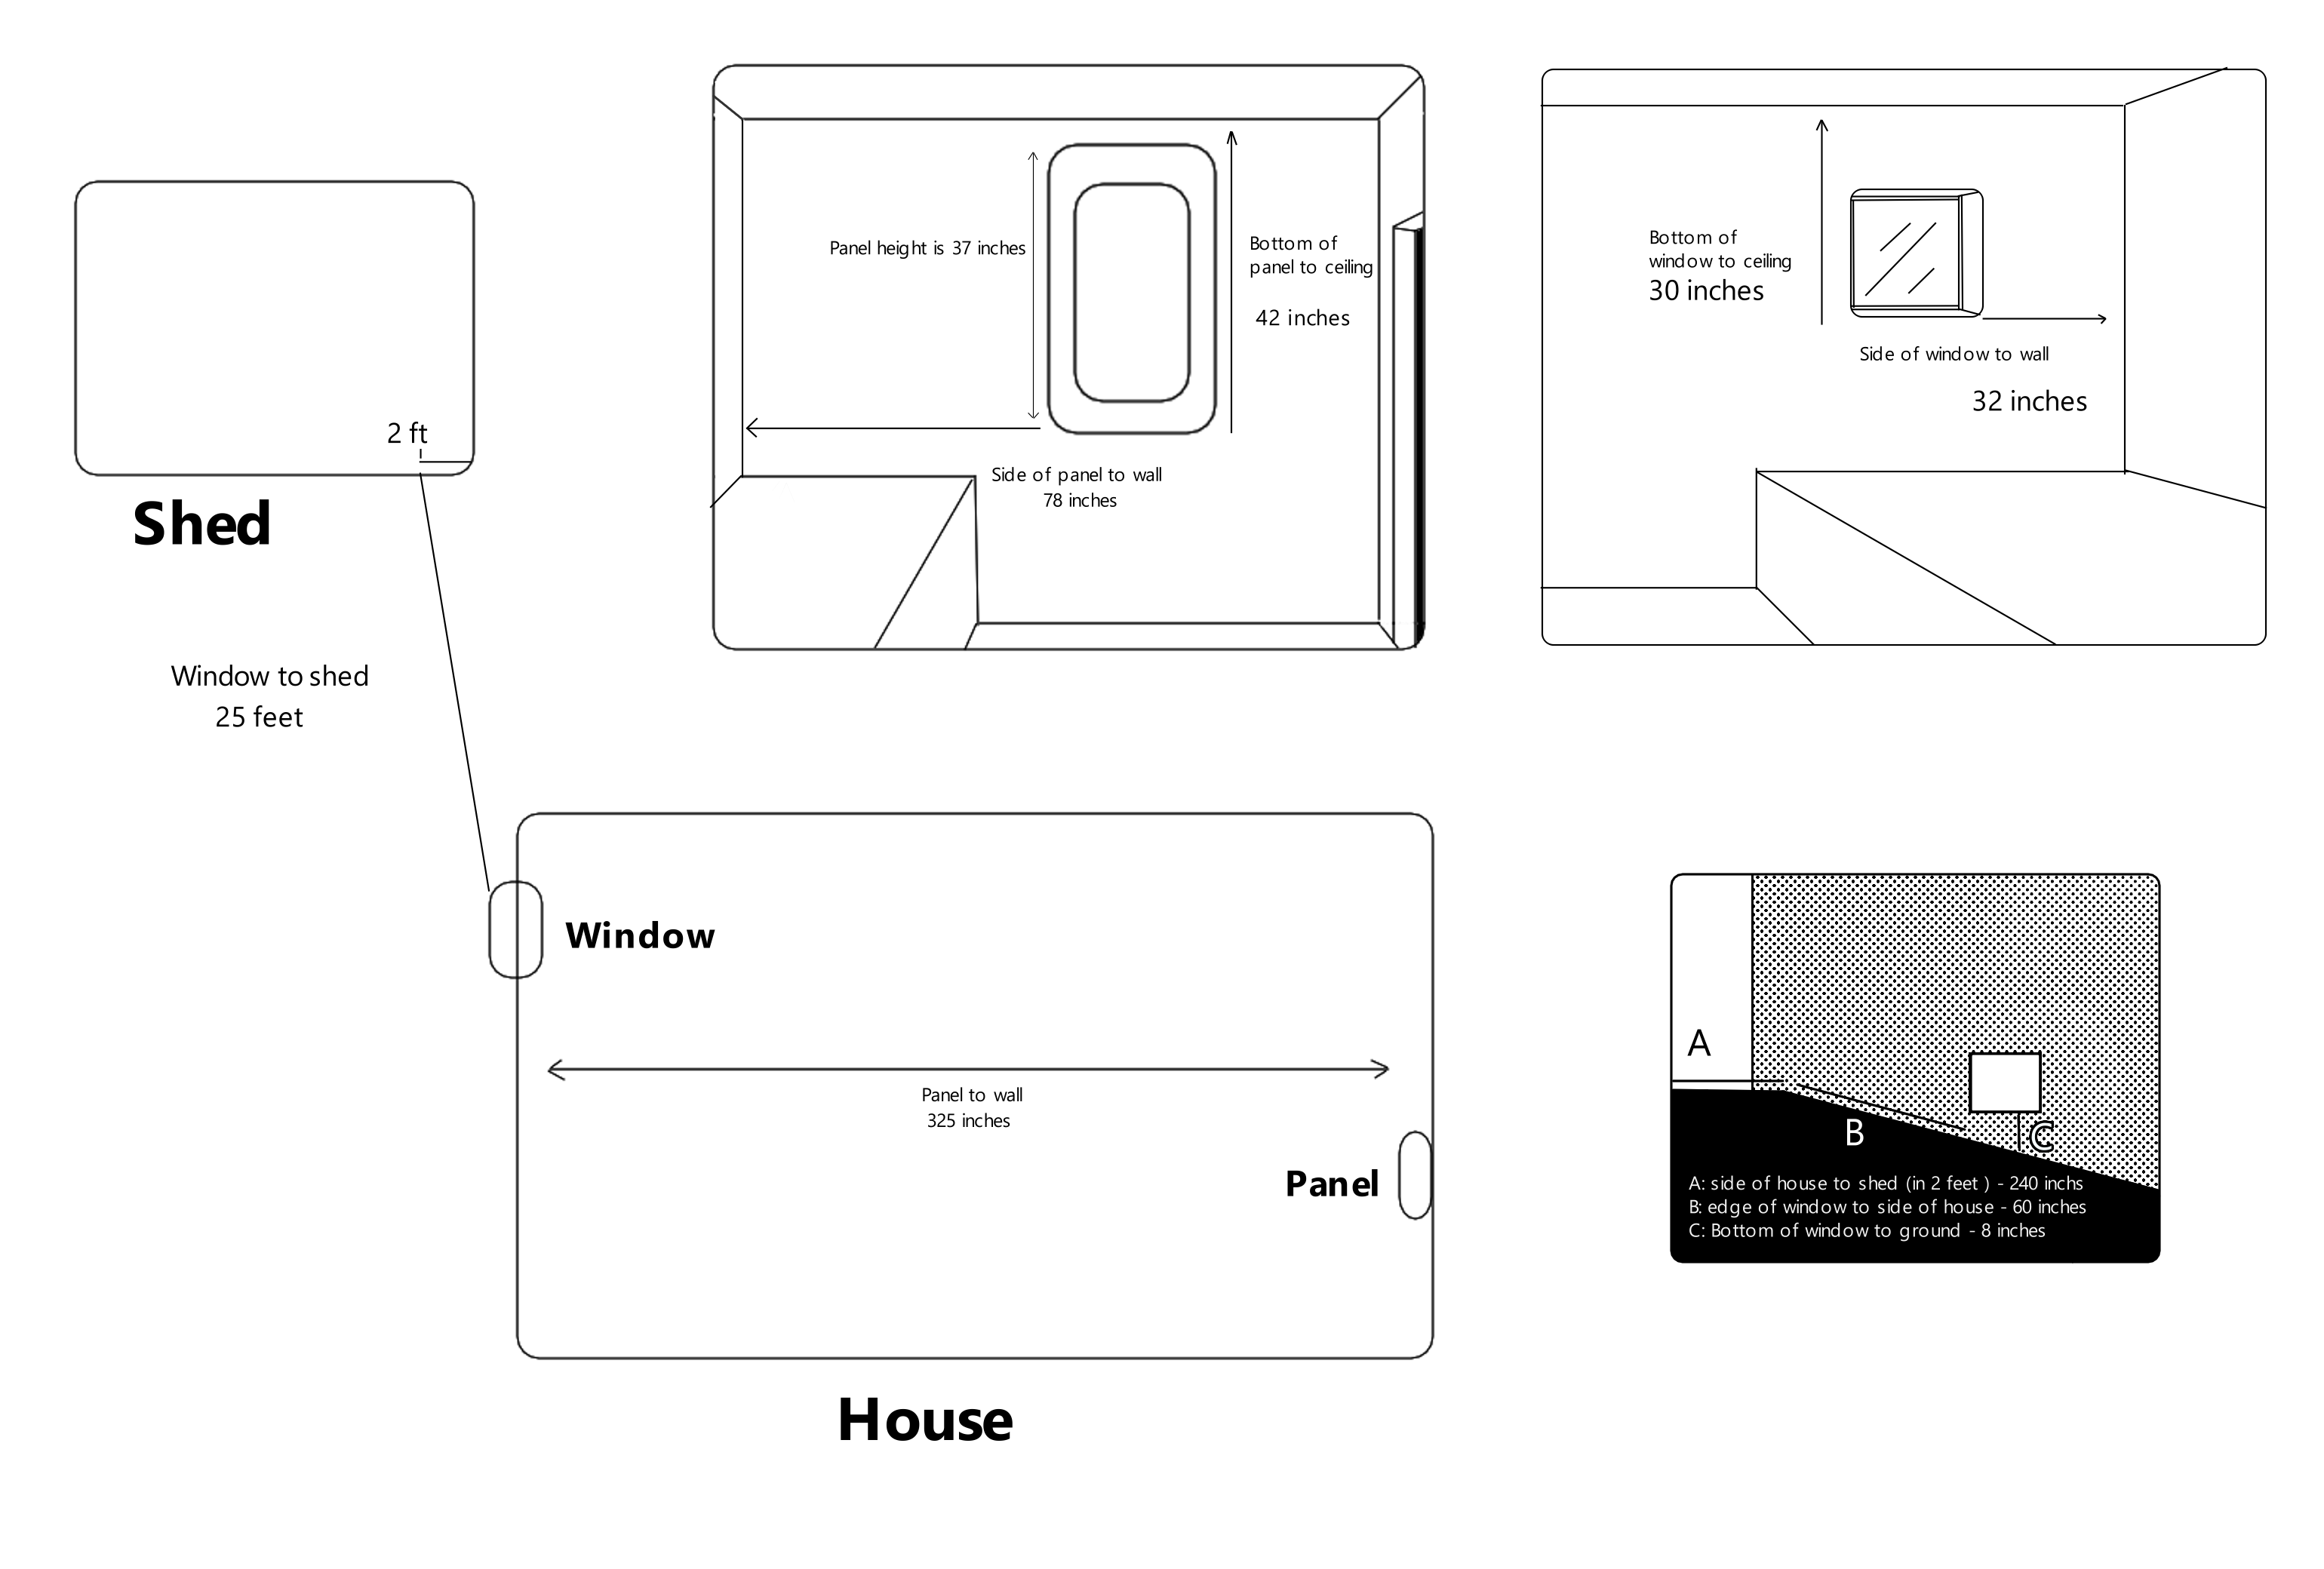 Panel height is 37 inches
Bottom of
panel to ceiling
42 inches
Side of panel to wall
78 inches
Bottom of
window to ceiling
30 inches
Side of window to wall
32 inches
2 ft
Shed
Window to shed
25 feet
Window
Panel to wall
325 inches
Panel
House
A
B
C
A: side of house to shed (in 2 feet ) - 240 inchs
B: edge of window to side of house - 60 inches
C: Bottom of window to ground - 8 inches